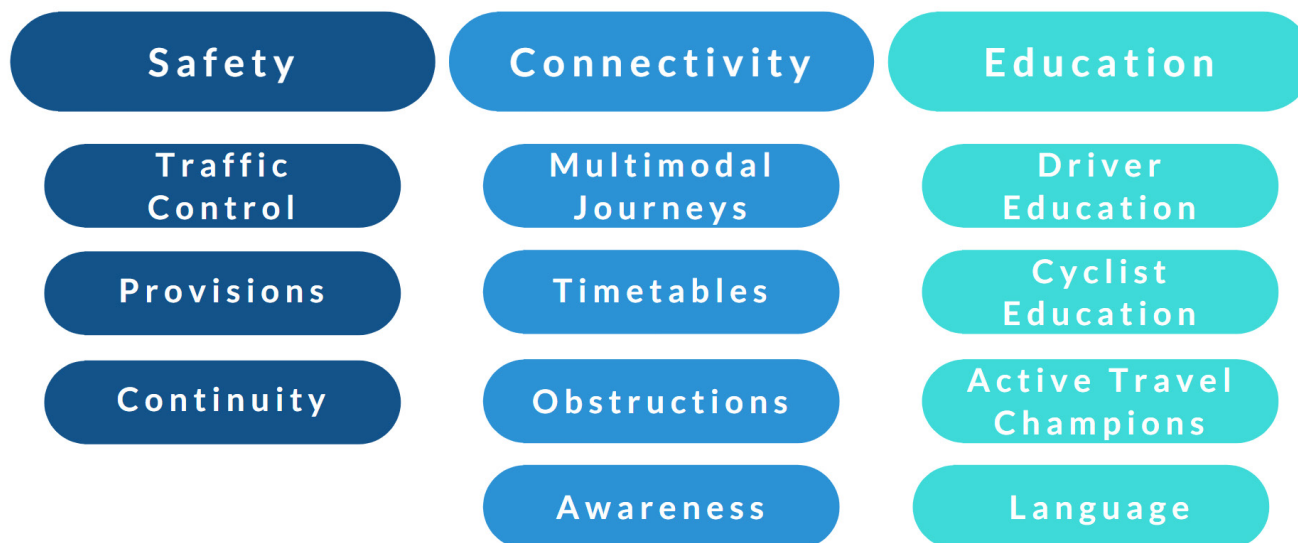 Safety
Traffic
Control
Provisions
Continuity
Connectivity
Multimodal
Journeys
Timetables
Obstructions
Awareness
Education
Driver
Education
Cyclist
Education
Active Travel
Champions
Language